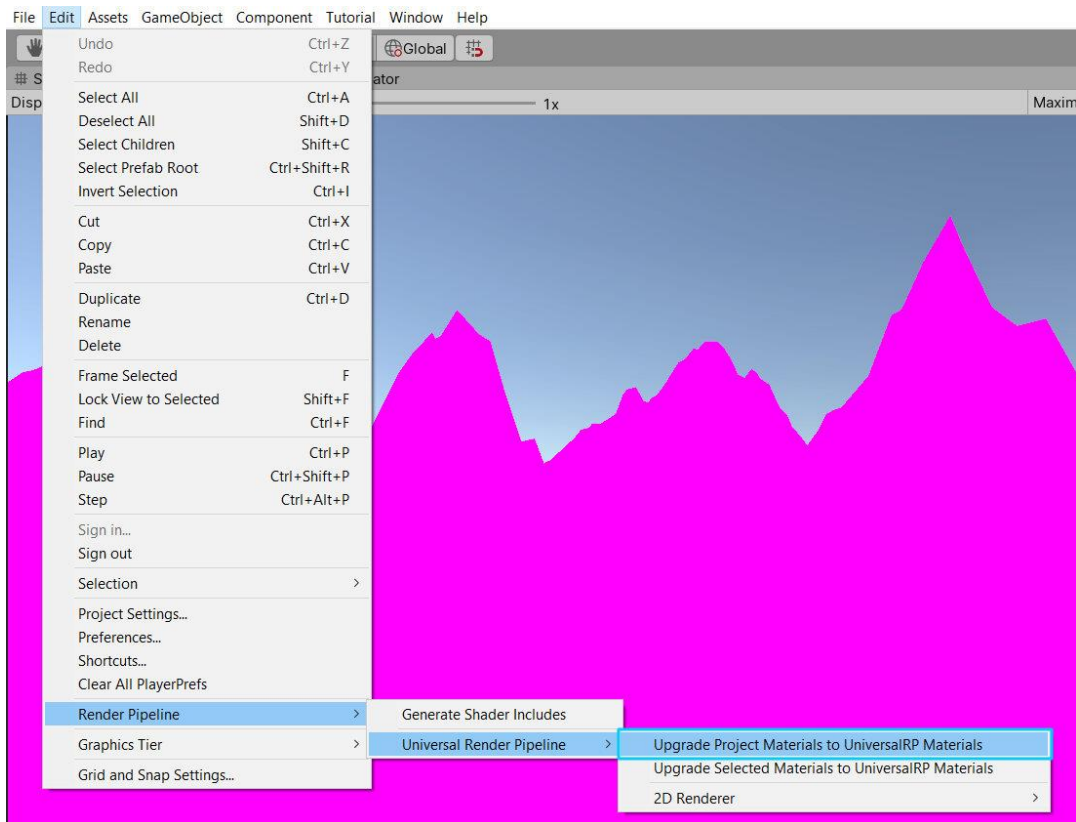 File Edit Assets GameObject Component Tutorial Window Help
Undo Ctrl+Z
Global
Redo Ctrl+Y
S
ator
Select All Ctrl+A
Disp
1x
Maxim
Deselect All Shift+D
Select Children Shift+C
Select Prefab Root Ctrl+Shift+R
Invert Selection Ctrl+I
Cut Ctrl+X
Copy Ctrl+C
Paste Ctrl+V
Duplicate Ctrl+D
Rename
Delete
Frame Selected F
Lock View to Selected Shift+F
Find Ctrl+F
Play Ctrl+P
Pause Ctrl+Shift+P
Step Ctrl+Alt+P
Sign in...
Sign out
Selection >
Project Settings...
Preferences...
Shortcuts...
Clear All PlayerPrefs
Render Pipeline >
Generate Shader Includes
Graphics Tier >
Universal Render Pipeline >
Upgrade Project Materials to UniversalRP Materials
Grid and Snap Settings...
Upgrade Selected Materials to UniversalRP Materials
2D Renderer >